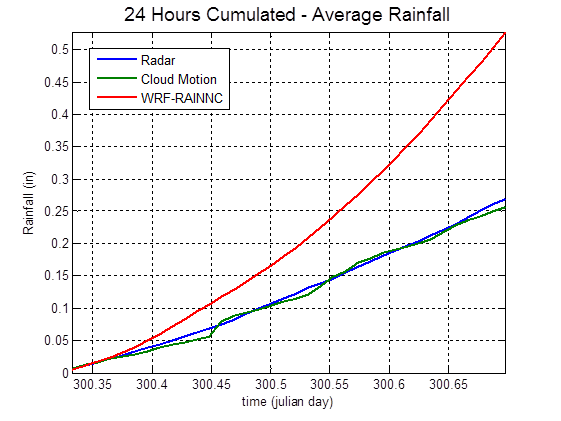 24 Hours Cumulated - Average Rainfall
Radar
Cloud Motion
WRF-RAINNC
Rainfall (in)
0.5
0.45
0.4
0.35
0.3
0.25
0.2
0.15
0.1
0.05
0
300.35 300.4 300.45 300.5 300.55 300.6 300.65
time (julian day)